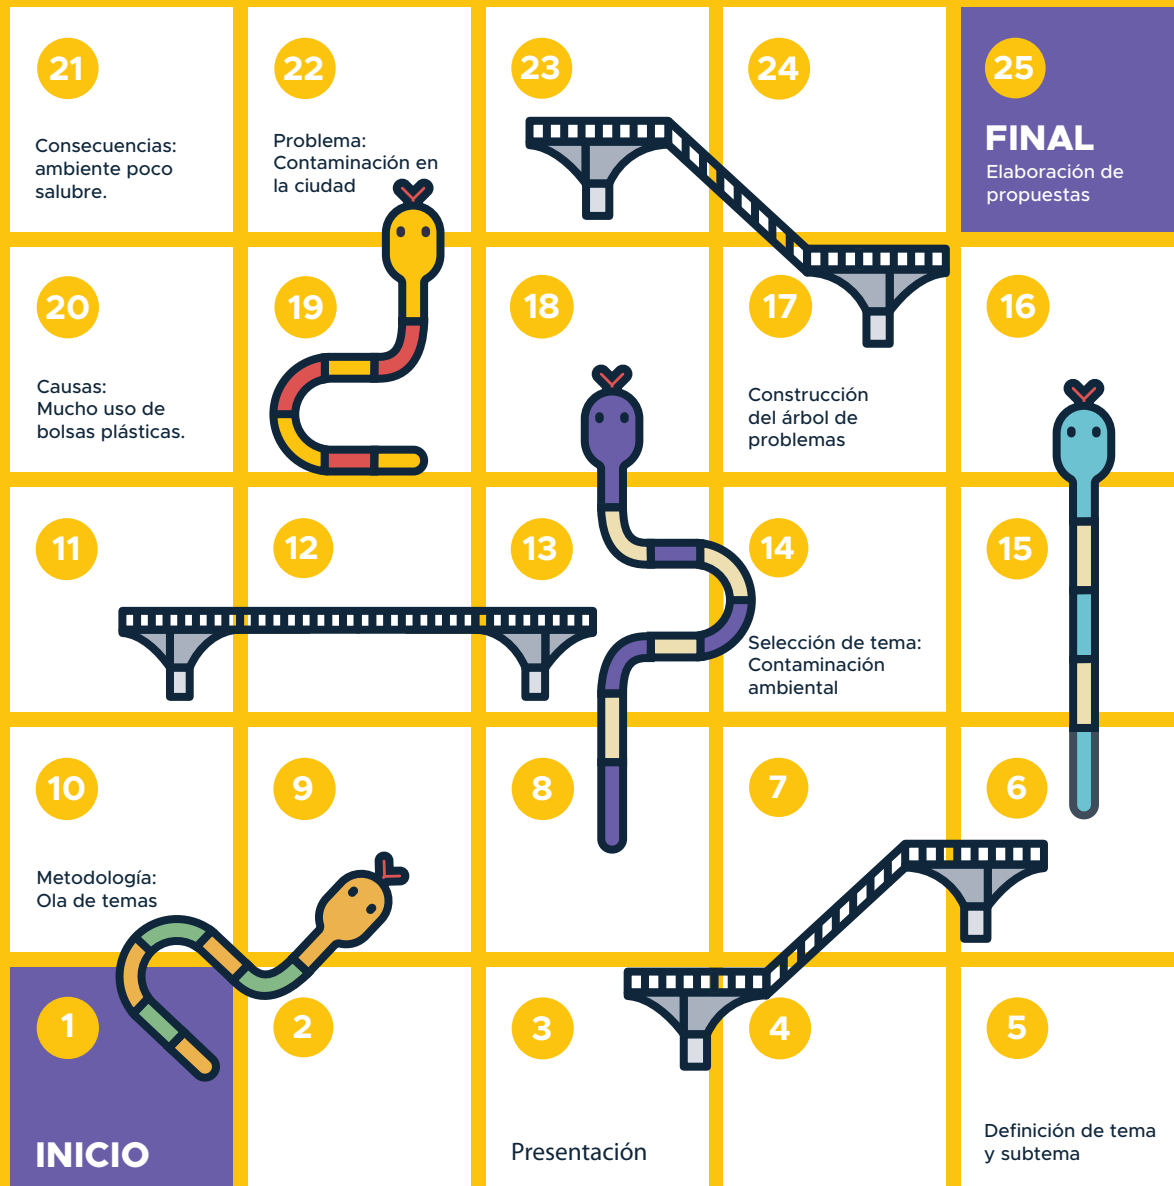 21
22
23
24
25
Consecuencias:
ambiente poco
salubre.
Problema:
Contaminación en
la ciudad
FINAL
Elaboración de
propuestas
20
19
18
17
16
Causas:
Mucho uso de
bolsas plásticas.
Construcción
del árbol de
problemas
11
12
13
14
15
Selección de tema:
Contaminación
ambiental
10
9
8
7
6
Metodología:
Ola de temas
1
2
3
4
5
INICIO
Presentación
Definición de tema
y subtema